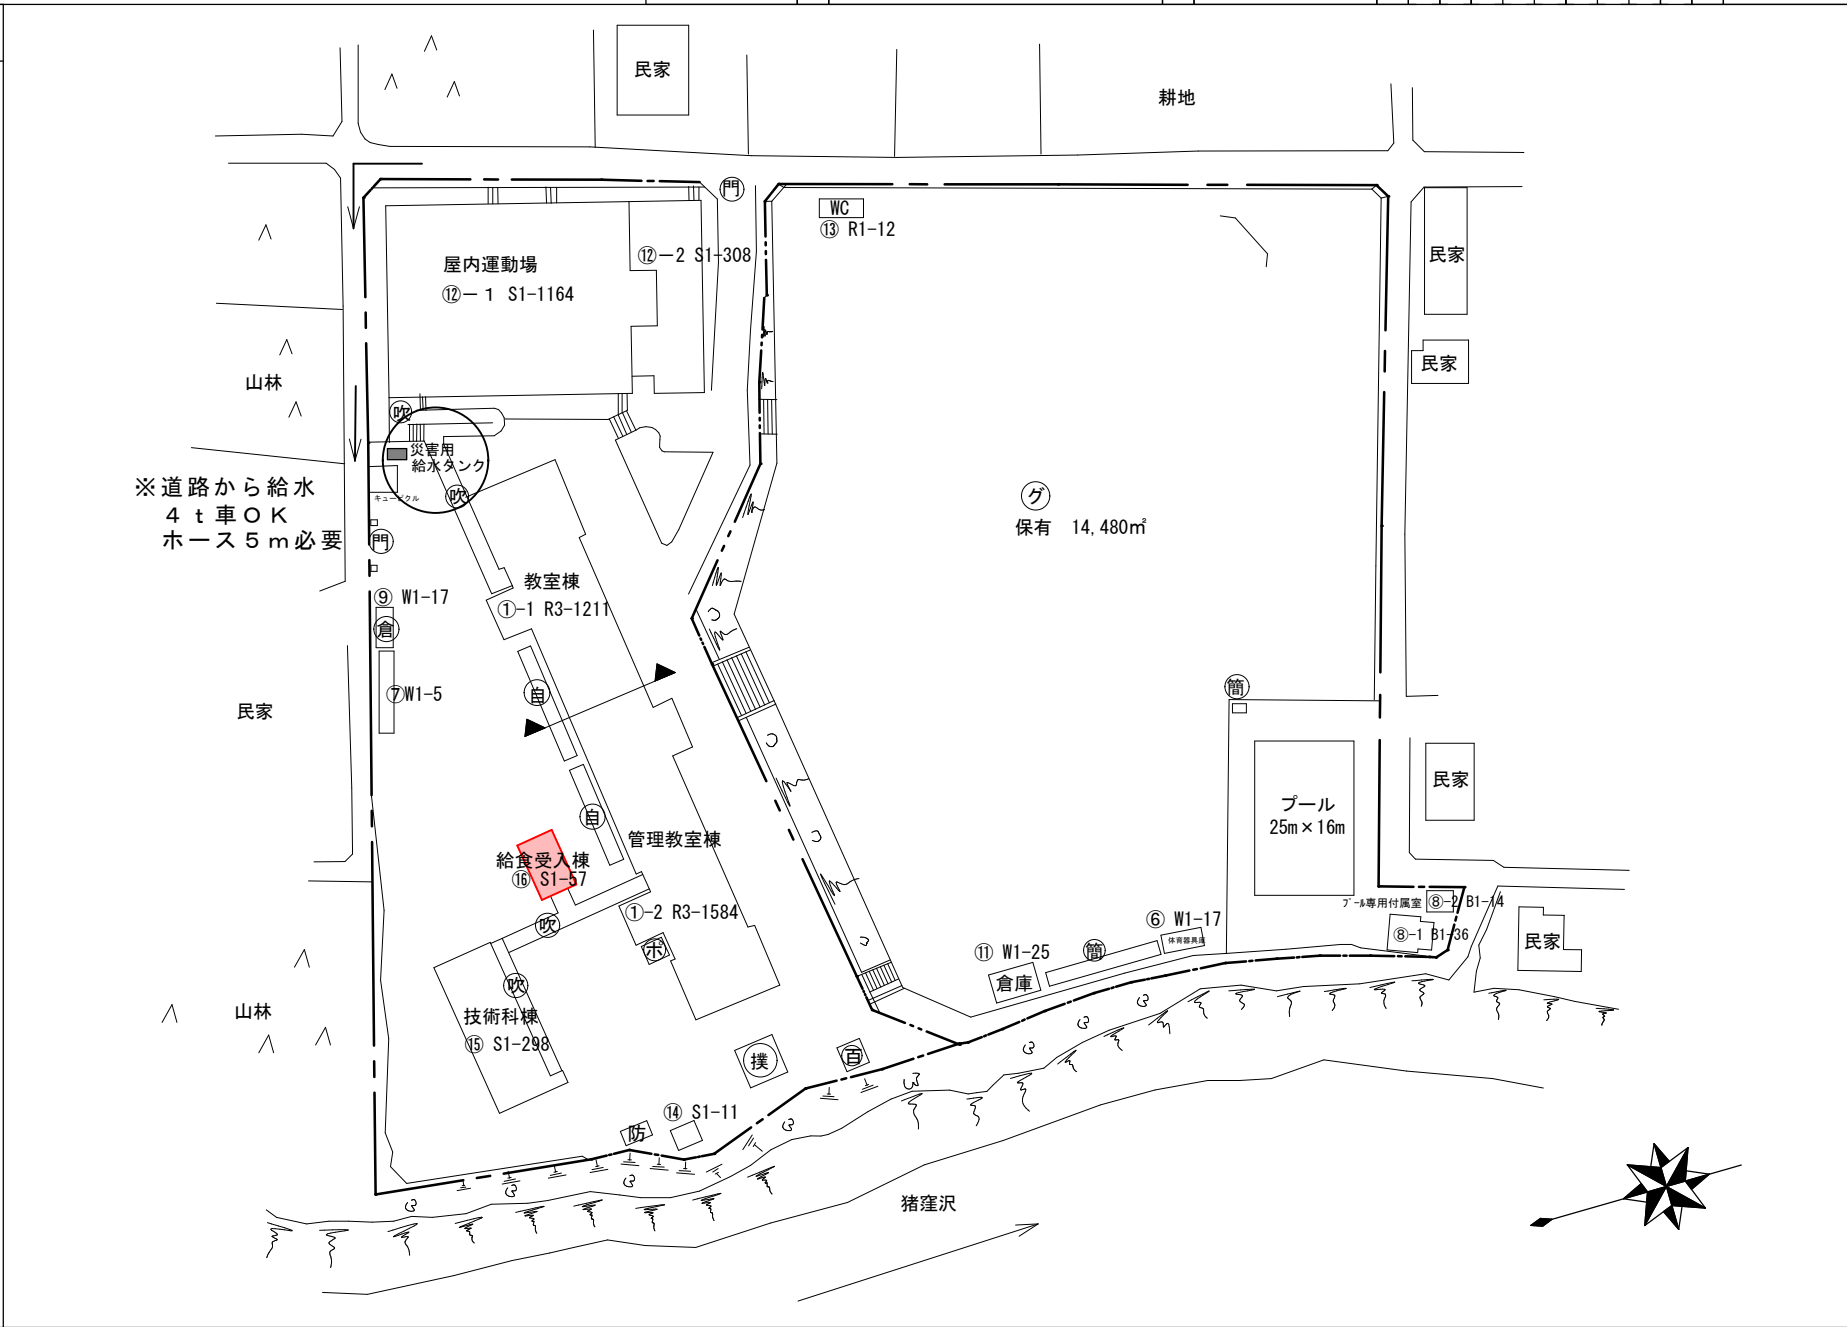 民家
耕地
門
WC
⑬ R1-12
屋内運動場
⑫－１ S1-1164
⑫－2 S1-308
民家
民家
山林
吹
災害用
給水タンク
キュービクル
吹
※道路から給水
４ｔ車ＯＫ
ホース５ｍ必要
門
グ
保有 14,480㎡
教室棟
①-1 R3-1211
⑨ W1-17
倉
⑦W1-5
自
民家
簡
民家
プール
25m×16m
自
管理教室棟
給食受入棟
⑯ S1-57
①-2 R3-1584
吹
ポ
プール専用付属室
⑧-2 B1-14
⑧-1 B1-36
民家
⑥ W1-17
体育器具庫
簡
⑪ W1-25
倉庫
吹
技術科棟
⑮ S1-298
山林
撲
百
⑭ S1-11
防
猪窪沢